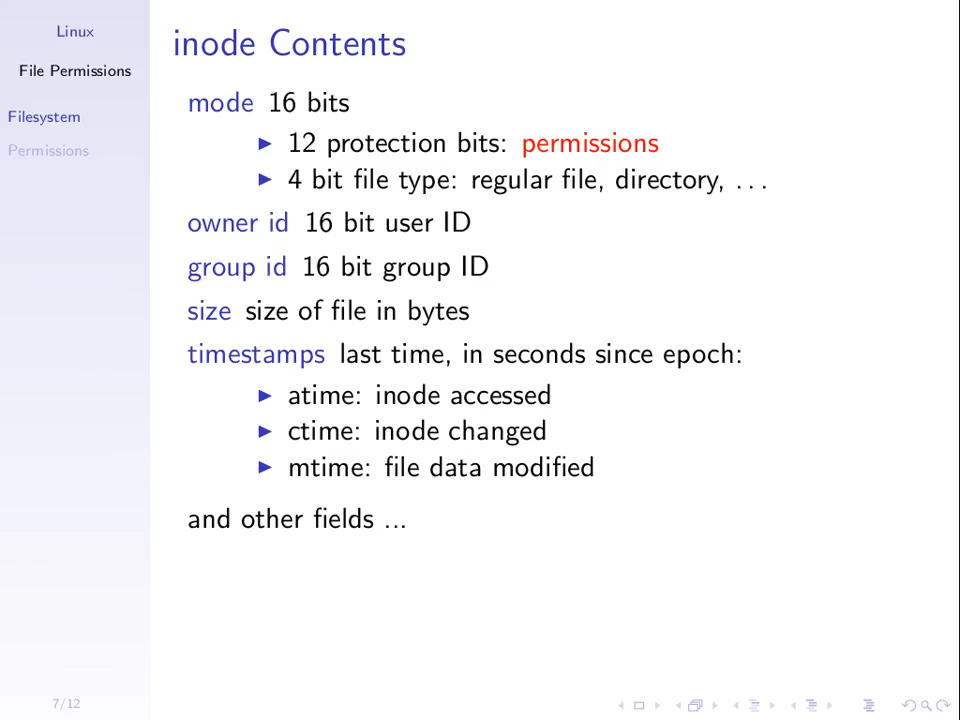 Linux
File Permissions
Filesystem
Permissions
inode Contents
mode 16 bits
12 protection bits: permissions
4 bit file type: regular file, directory, . . .
owner id 16 bit user ID
group id 16 bit group ID
size size of file in bytes
timestamps last time, in seconds since epoch:
atime: inode accessed
ctime: inode changed
mtime: file data modified
and other fields ...
7/12